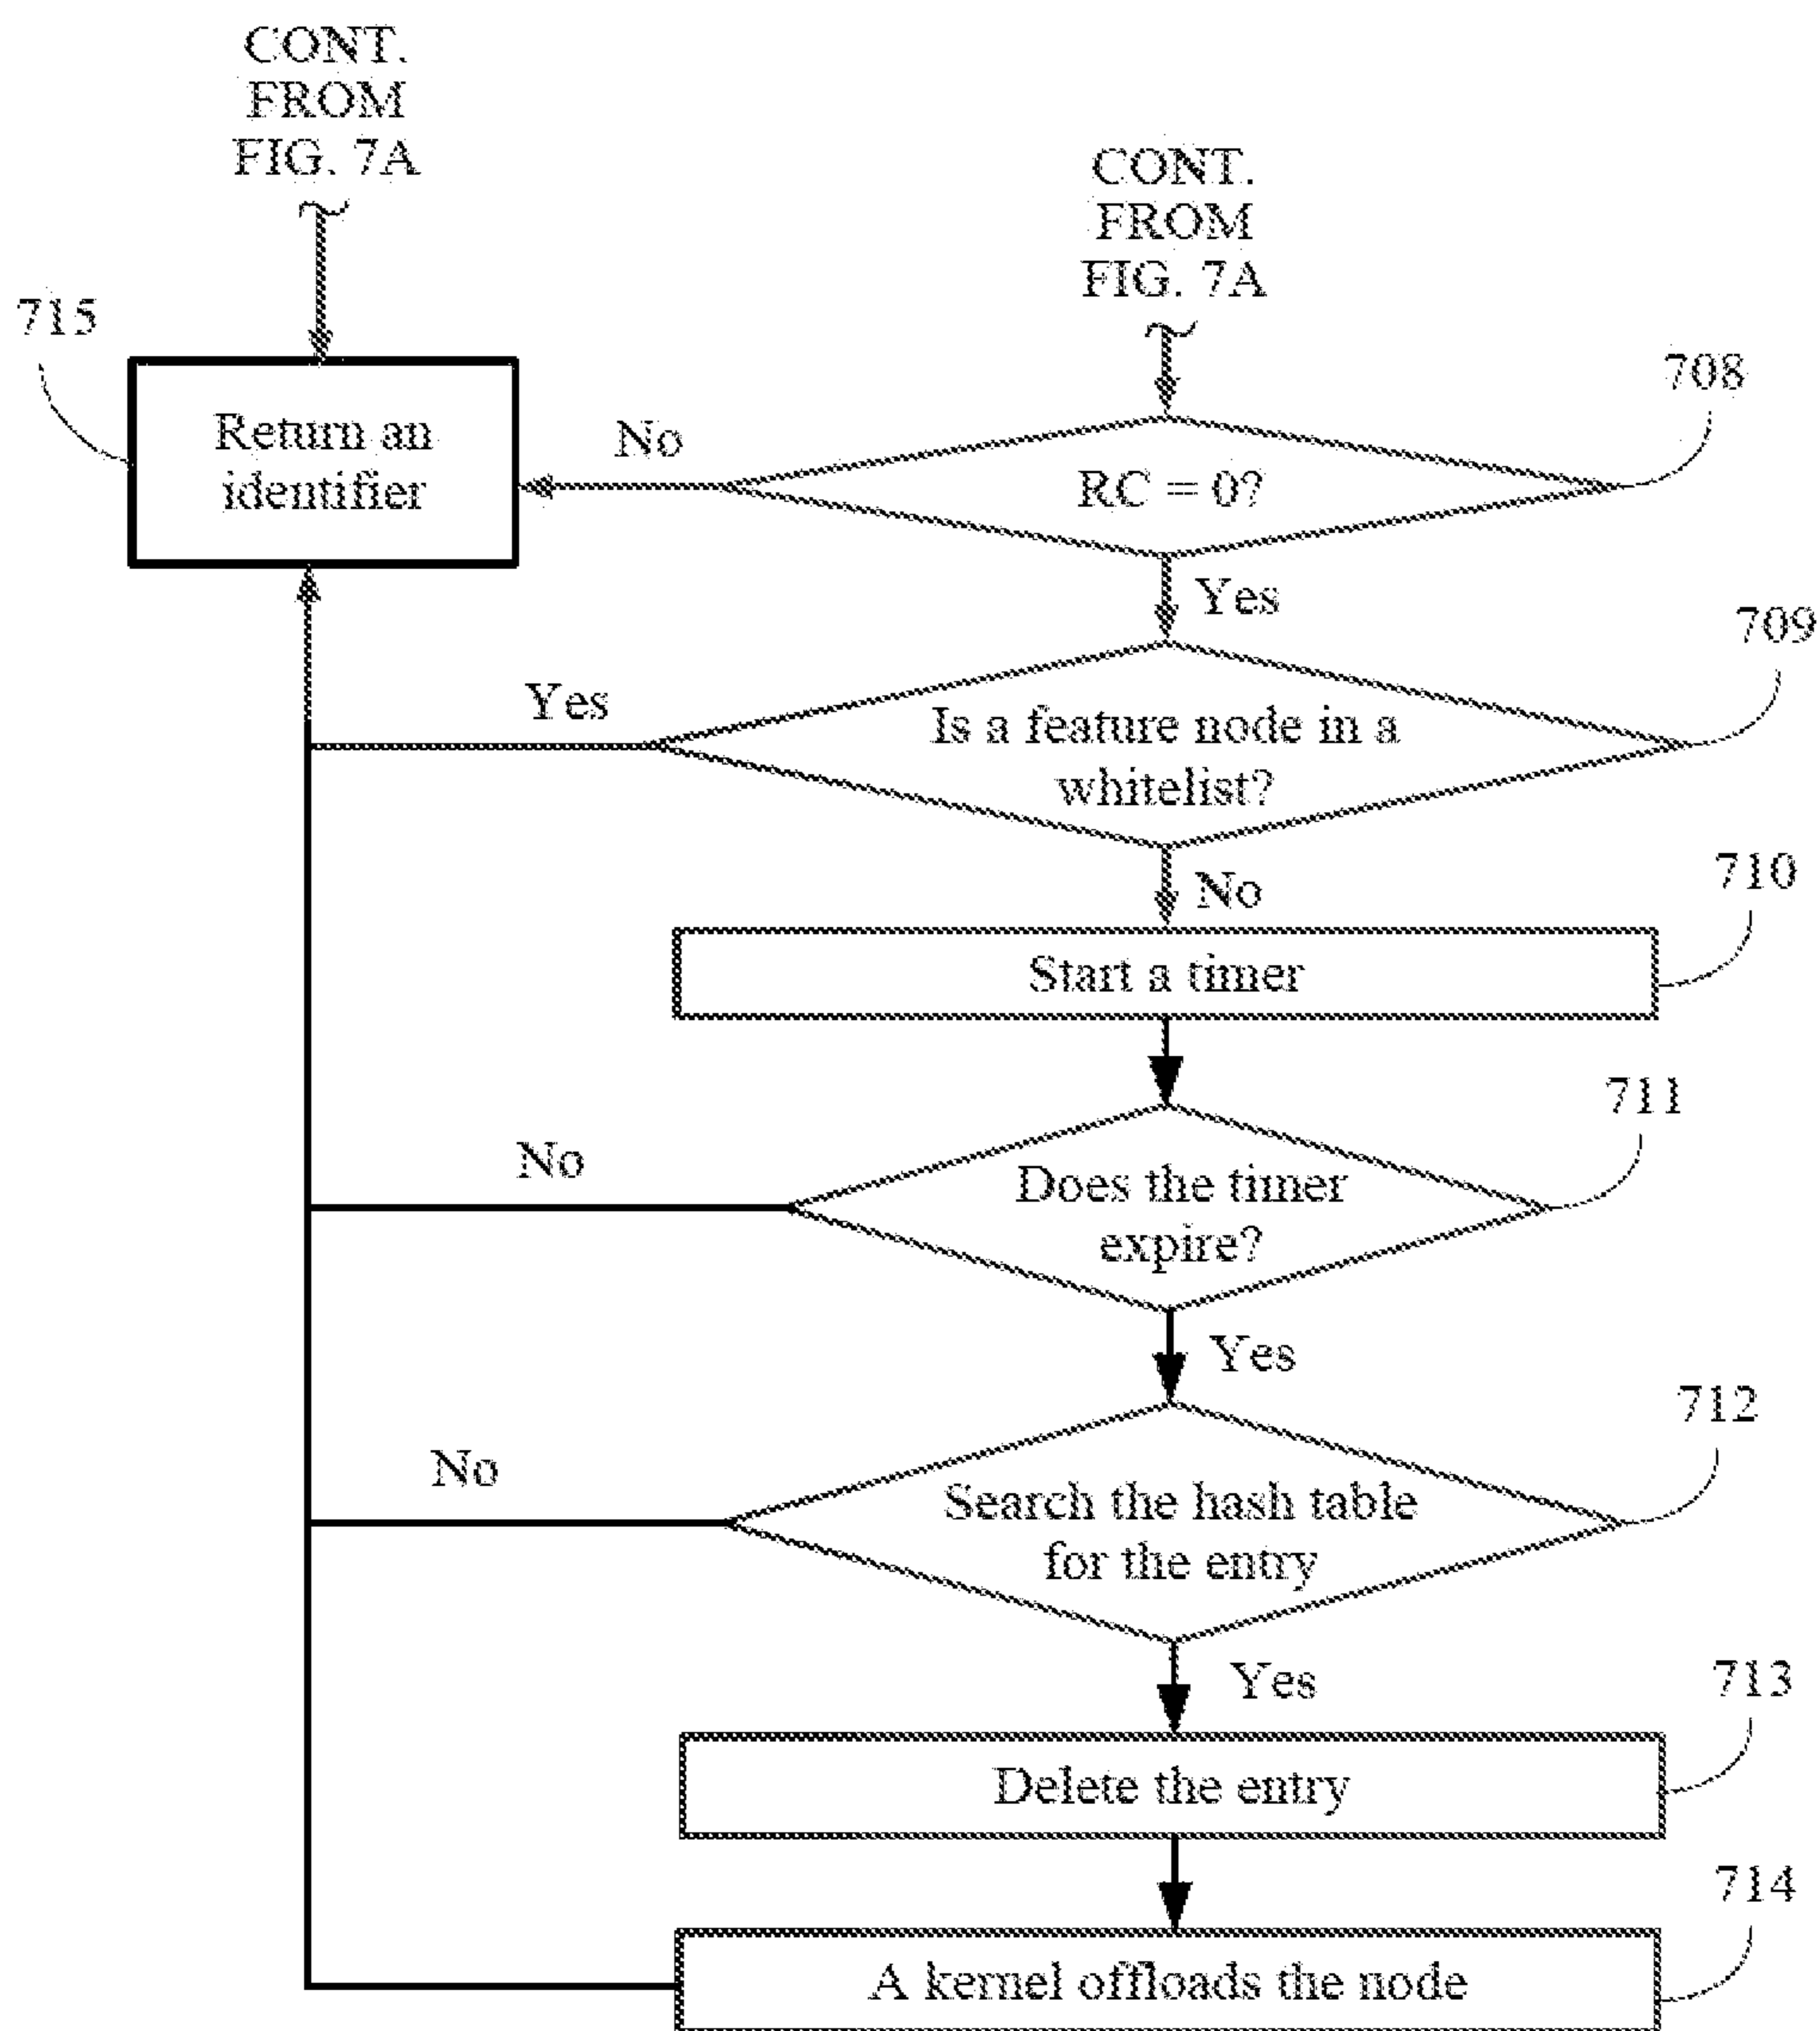 CONT.
FROM
FIG. 7A
CONT.
FROM
FIG. 7A
715
Return an
identifier
No
RC = 0?
708
Yes
709
Yes
Is a feature node in a
whitelist?
No
710
Start a timer
711
No
Does the timer
expire?
Yes
712
No
Search the hash table
for the entry
Yes
713
Delete the entry
714
A kernel offloads the node